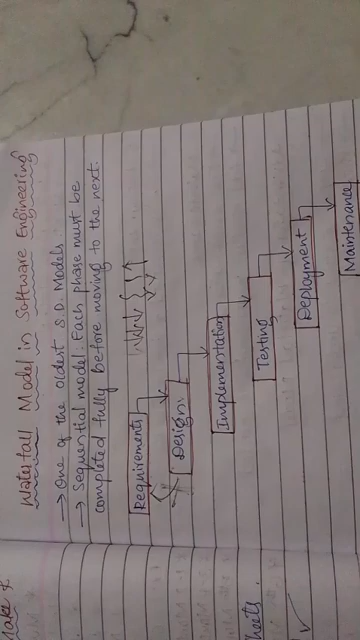 Waterfall Model in Software Engineering
→ One of the oldest S.D. Models.
→ Sequential model. Each Phase must be
completed fully before moving to the next.
Requirements
Design
Implementation
Testing
Deployment
Maintenance